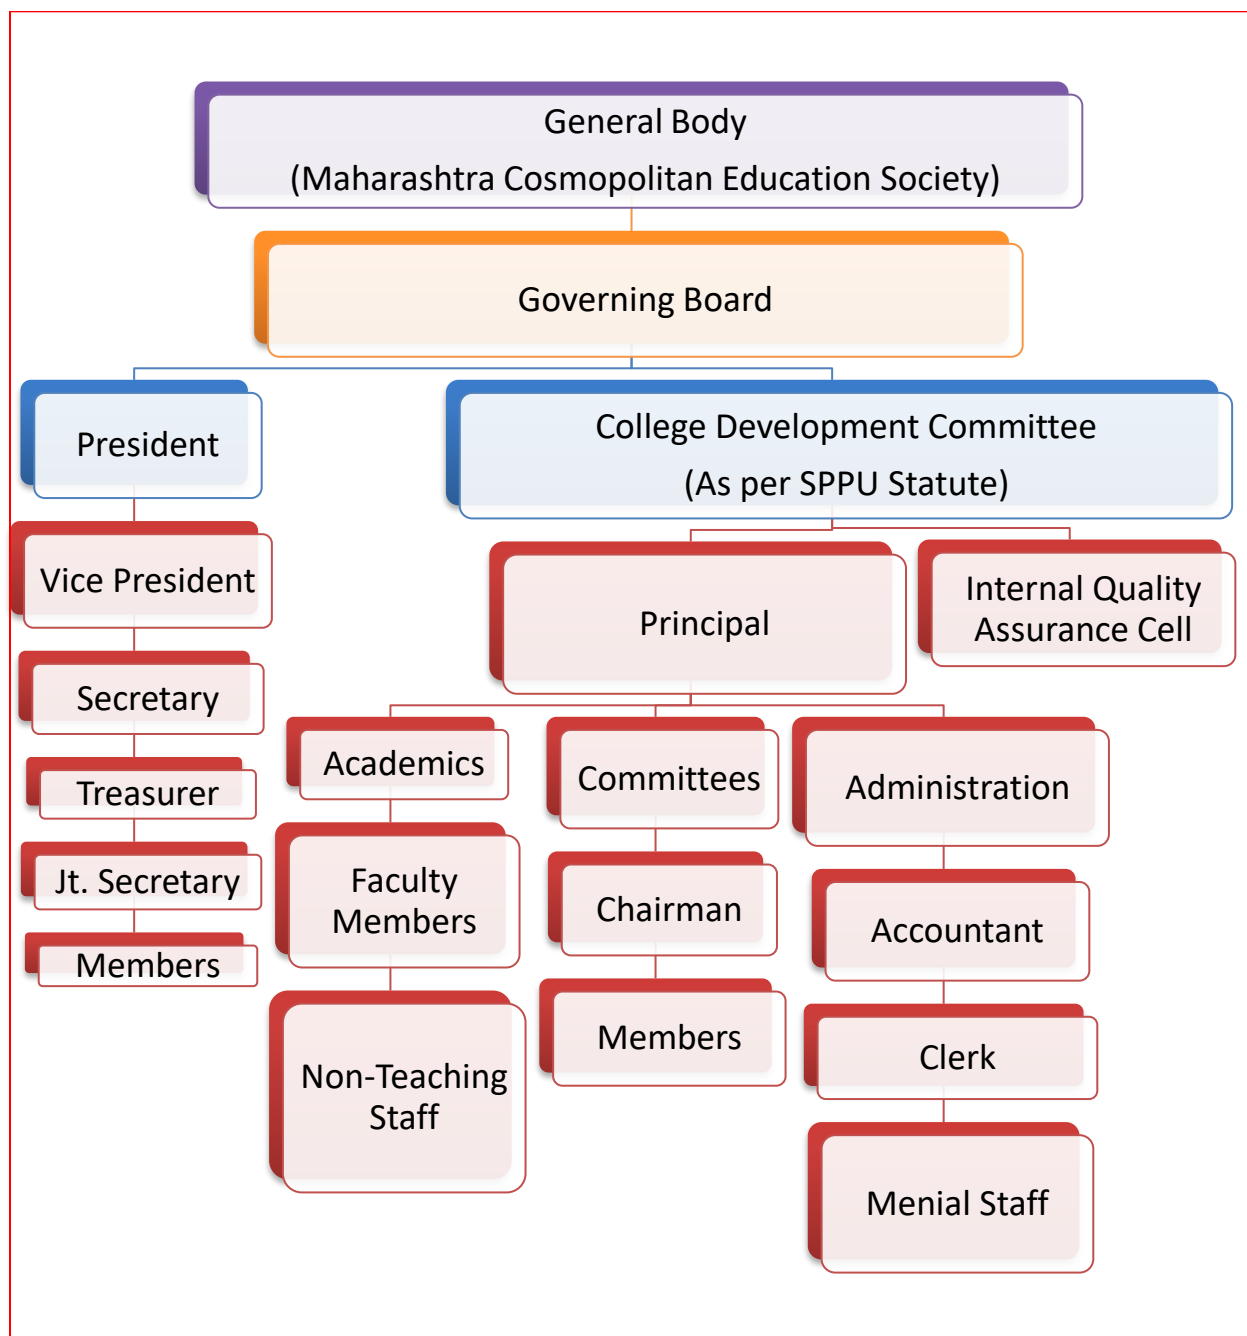 General Body
(Maharashtra Cosmopolitan Education Society)
Governing Board
President
College Development Committee
(As per SPPU Statute)
Vice President
Secretary
Treasurer
Jt. Secretary
Members
Principal
Internal Quality
Assurance Cell
Academics
Faculty
Members
Non-Teaching
Staff
Committees
Chairman
Members
Administration
Accountant
Clerk
Menial Staff